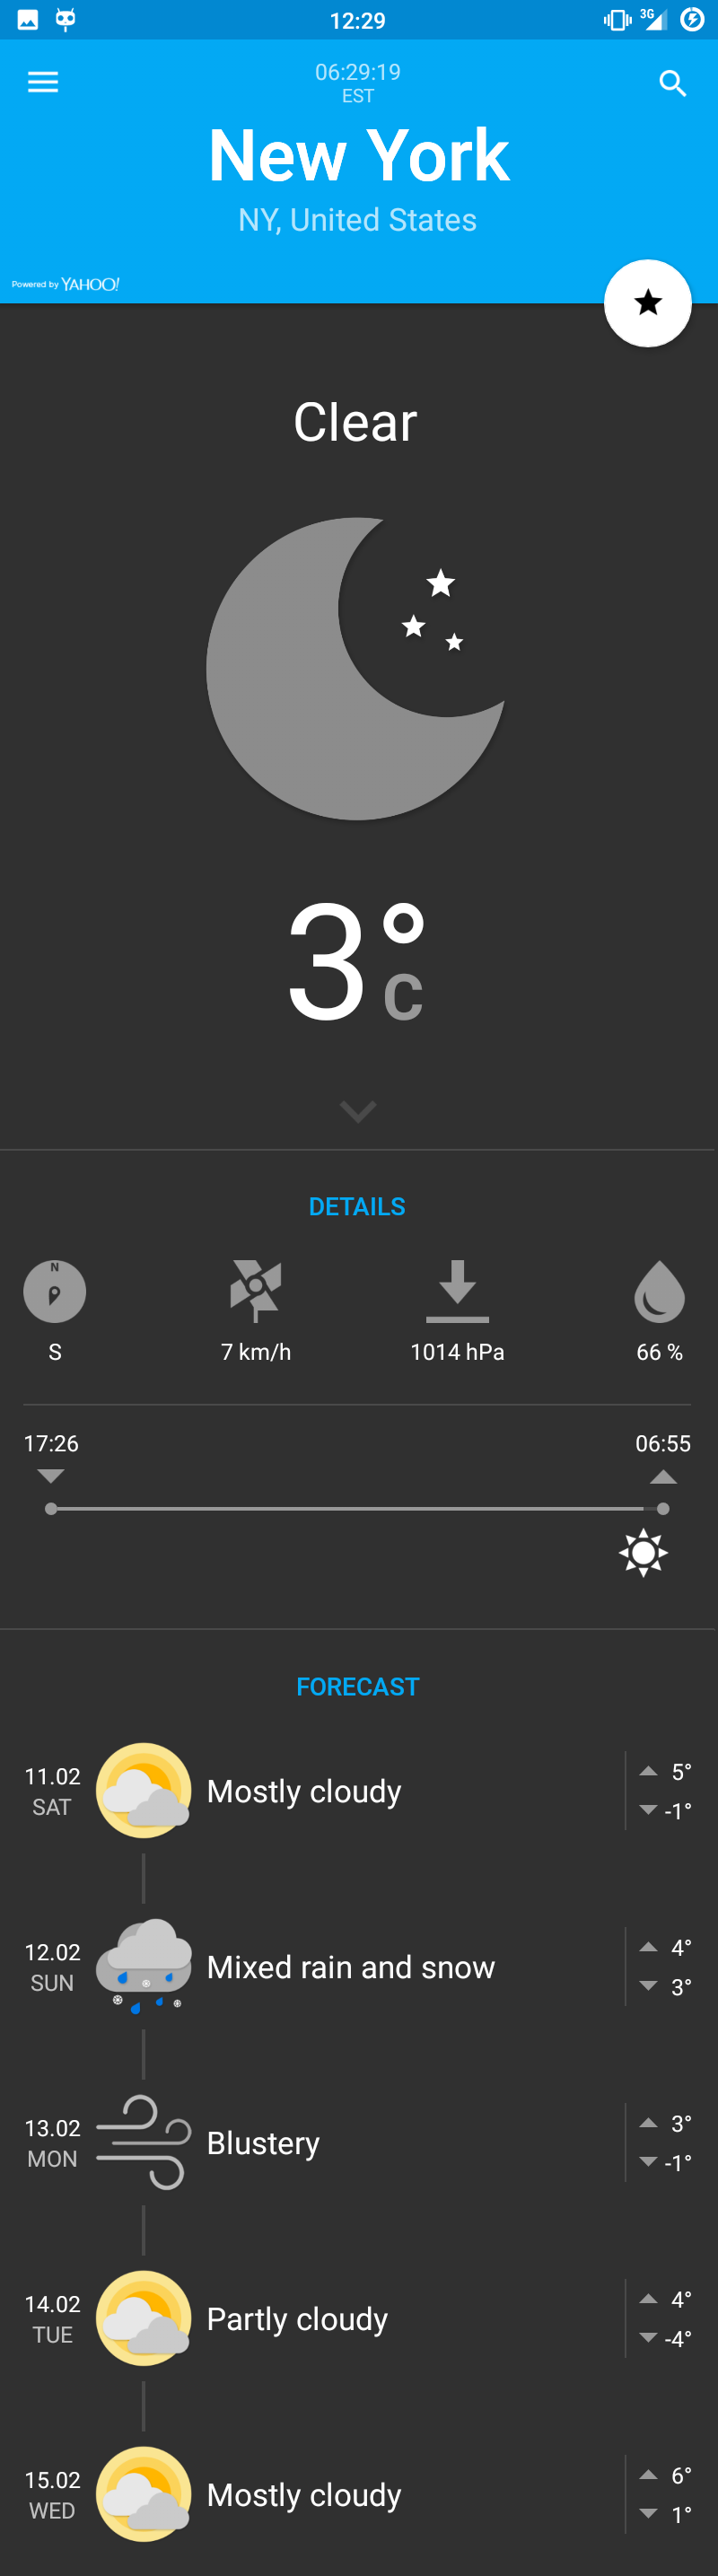 12:29
3G
06:29:19
EST
New York
NY, United States
Powered by YAHOO!
Clear
3°
C
DETAILS
N
S
7 km/h
1014 hPa
66 %
17:26
06:55
FORECAST
11.02
SAT
Mostly cloudy
5°
-1°
12.02
SUN
Mixed rain and snow
4°
3°
13.02
MON
Blustery
3°
-1°
14.02
TUE
Partly cloudy
4°
-4°
15.02
WED
Mostly cloudy
6°
1°